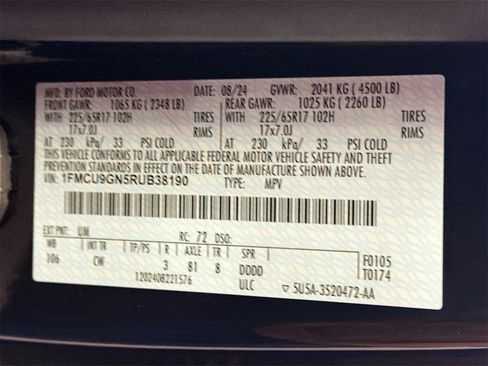 MFD. BY FORD MOTOR CO. DATE: 08/24 GVWR: 2041 KG (4500 LB)
FRONT GAWR: 1065 KG (2348 LB) REAR GAWR: 1025 KG (2260 LB)
WITH 225/65R17 102H TIRES WITH 225/65R17 102H TIRES
17x7.0J RIMS 17x7.0J RIMS
AT 230 kPa/ 33 PSI COLD AT 230 kPa/ 33 PSI COLD
THIS VEHICLE CONFORMS TO ALL APPLICABLE FEDERAL MOTOR VEHICLE SAFETY AND THEFT
PREVENTION STANDARDS IN EFFECT ON THE DATE OF MANUFACTURE SHOWN ABOVE.
VIN: 1FMCU9GN5RUB38190 TYPE: MPV
EXT PNT: UM RC: 72 DSO:
WB INT TR TP/PS R AXLE TR SPR F0105
106 CW 3 81 8 DDDD T0174
1202408221576 ULC 5U5A-3520472-AA